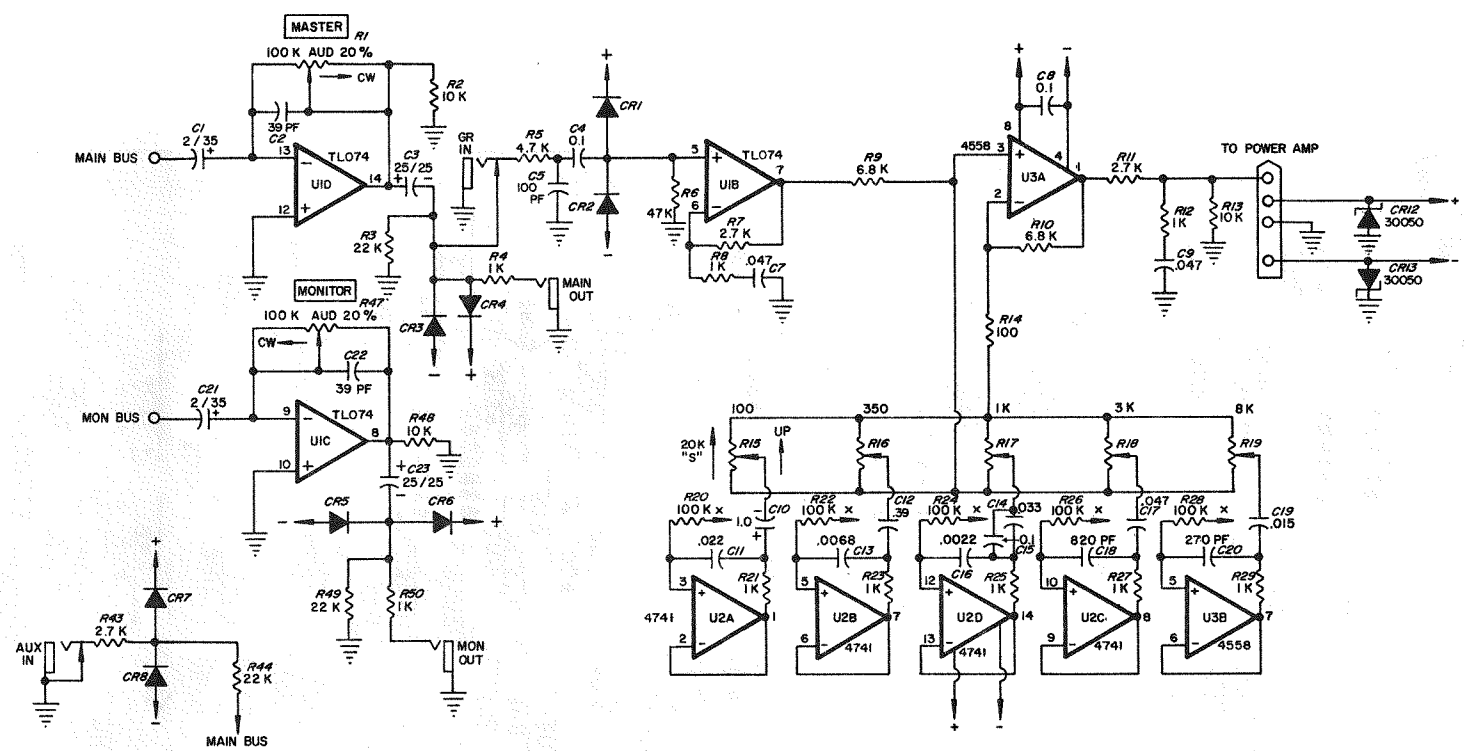 MASTER
R1
100 K AUD 20 %
CW
R2
10 K
39 PF
C2
C1
2 / 35
+
MAIN BUS
13
−
TL074
U1D
14
12
+
C3
25/25
+
−
R3
22 K
GR
IN
R5
4.7 K
C4
0.1
C5
100
PF
+
CR1
CR2
−
R6
47K
5
+
TL074
U1B
7
6
−
R7
2.7 K
R8
1K
.047
C7
R4
1K
MAIN
OUT
CR3
CR4
−
+
R9
6.8 K
+
−
C8
0.1
8
4558
3
+
4
1
U3A
2
−
R10
6.8K
R11
2.7 K
R12
1K
R13
10 K
C9
.047
TO POWER AMP
+
CR12
30050
−
CR13
30050
R14
100
MONITOR
R47
100 K AUD 20%
CW
C22
39 PF
C21
2/35
+
MON BUS
9
−
TL074
U1C
8
10
+
R48
10 K
+
C23
25/25
−
CR5
CR6
−
+
R49
22 K
R50
1K
MON
OUT
+
CR7
R43
2.7 K
AUX
IN
CR8
−
R44
22 K
MAIN BUS
100
350
1K
3 K
8 K
20K
"S"
R15
UP
R16
R17
R18
R19
R20
100 K
x
−
C10
1.0
+
R22
100 K
x
C12
.39
R24
100 K
x
C14
.033
R26
100 K
x
.047
C17
R28
100 K
x
C19
.015
.022
C11
.0068
C13
.0022
C16
0.1
C15
820 PF
C18
270 PF
C20
R21
1K
R23
1K
R25
1K
R27
1K
R29
1K
3
+
4741
U2A
1
2
−
5
+
U2B
7
6
−
4741
12
+
U2D
14
13
−
4741
10
+
U2C
8
9
−
4741
5
+
U3B
7
6
−
4558
+
−